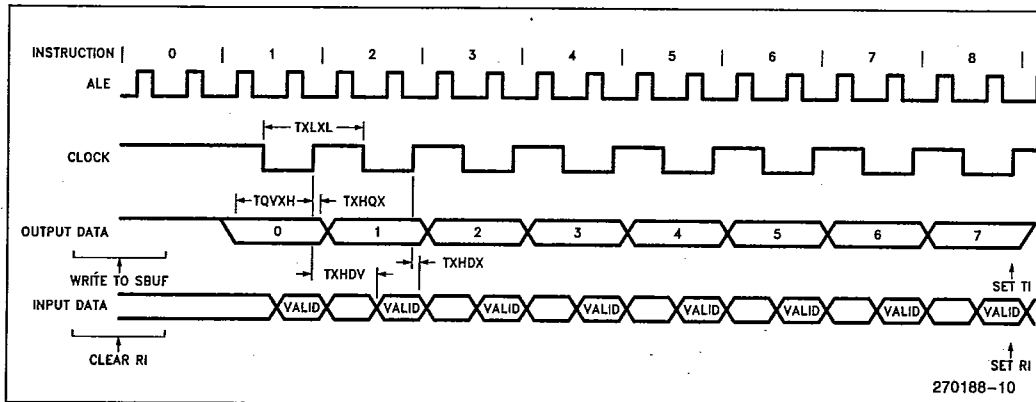 INSTRUCTION | 0 | 1 | 2 | 3 | 4 | 5 | 6 | 7 | 8
ALE
TXLXL
CLOCK
TQVXH TXHQX
OUTPUT DATA 0 1 2 3 4 5 6 7
WRITE TO SBUF
TXHDV TXHDX
SET TI
INPUT DATA VALID VALID VALID VALID VALID VALID VALID VALID
CLEAR RI
SET RI
270188-10